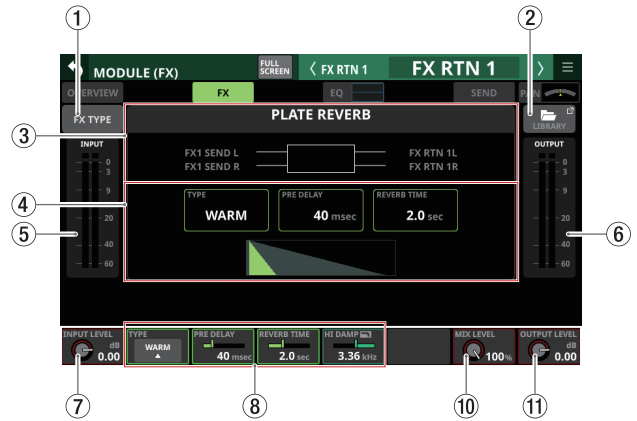 ① ②
MODULE (FX) FULL SCREEN 〈 FX RTN 1 FX RTN 1 〉
OVERVIEW FX EQ SEND PAN
FX TYPE PLATE REVERB LIBRARY
③
INPUT OUTPUT
FX1 SEND L FX RTN 1L
FX1 SEND R FX RTN 1R
0 0
3 3
9 9
④
TYPE PRE DELAY REVERB TIME
WARM 40 msec 2.0 sec
20 20
⑤ ⑥
40 40
60 60
INPUT LEVEL TYPE PRE DELAY REVERB TIME HI DAMP MIX LEVEL OUTPUT LEVEL
dB 0.00 WARM 40 msec 2.0 sec 3.36 kHz 100% dB 0.00
⑦ ⑧ ⑩ ⑪